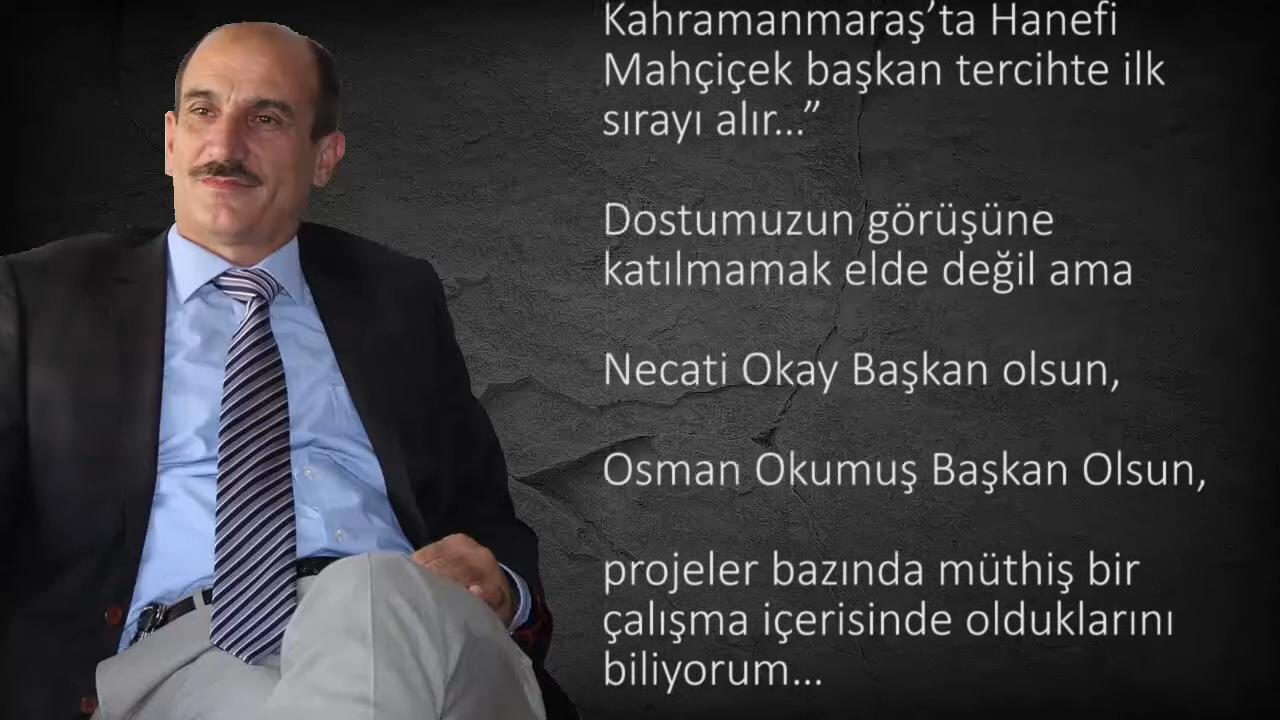 Kahramanmaraş’ta Hanefi
Mahçiçek başkan tercihte ilk
sırayı alır...”
Dostumuzun görüşüne
katılmamak elde değil ama
Necati Okay Başkan olsun,
Osman Okumuş Başkan Olsun,
projeler bazında müthiş bir
çalışma içerisinde olduklarını
biliyorum...